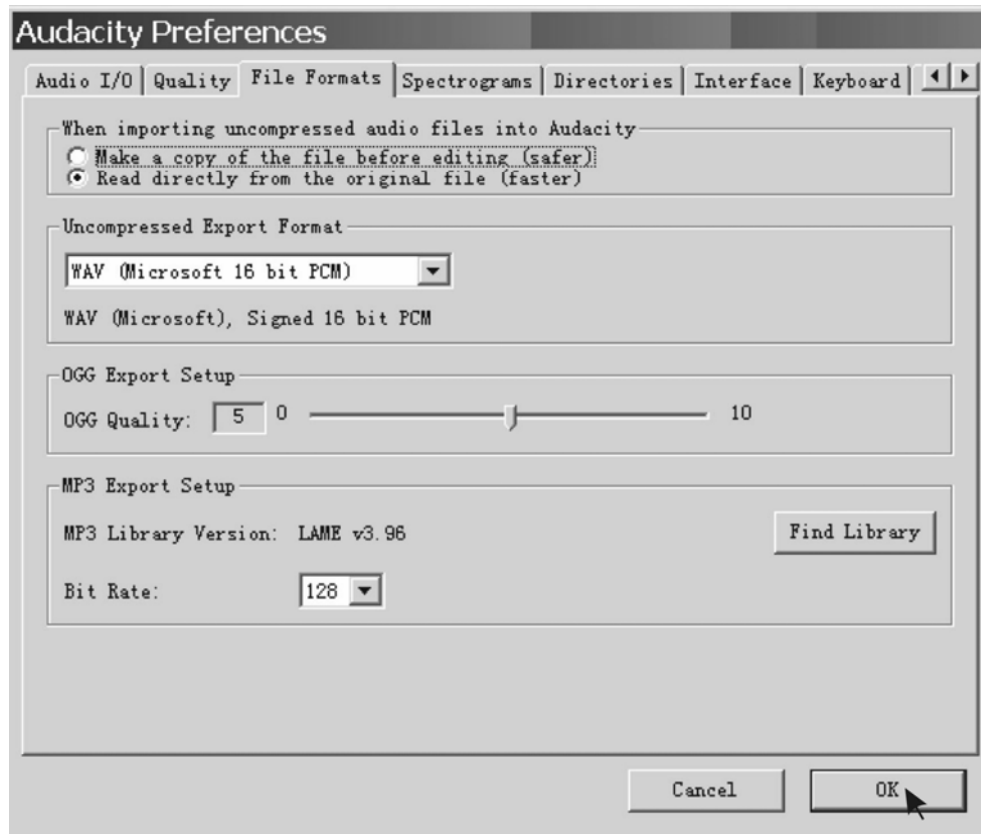 Audacity Preferences
Audio I/O Quality File Formats Spectrograms Directories Interface Keyboard
When importing uncompressed audio files into Audacity
Make a copy of the file before editing (safer)
Read directly from the original file (faster)
Uncompressed Export Format
WAV (Microsoft 16 bit PCM)
WAV (Microsoft), Signed 16 bit PCM
OGG Export Setup
OGG Quality: 5 0 10
MP3 Export Setup
MP3 Library Version: LAME v3.96 Find Library
Bit Rate: 128
Cancel OK